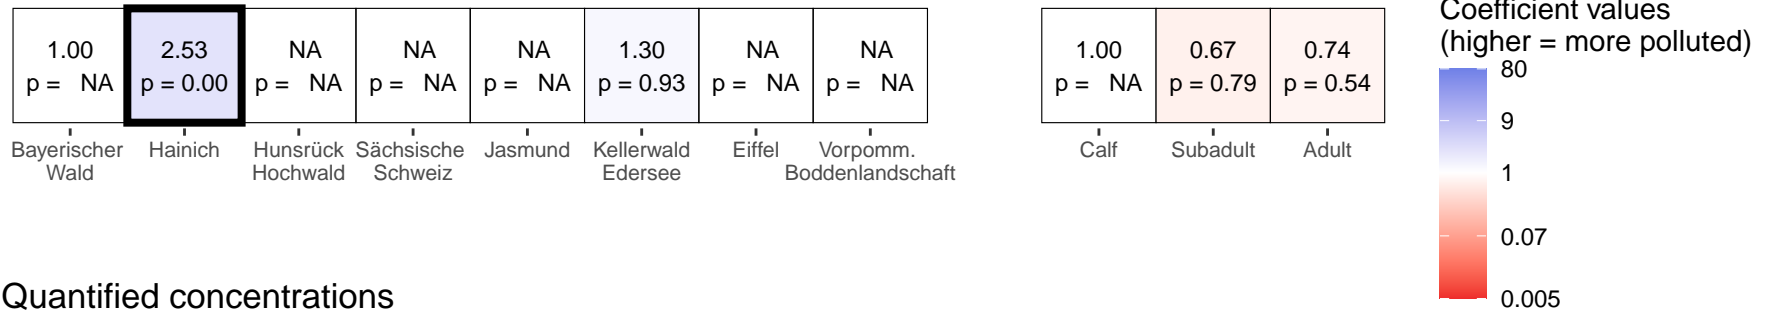 1.00 2.53 NA NA NA 1.30 NA NA
p = NA p = 0.00 p = NA p = NA p = NA p = 0.93 p = NA p = NA
Bayerischer Hainich Hunsrück Sächsische Jasmund Kellerwald Eiffel Vorpomm.
Wald Hochwald Schweiz Edersee Boddenlandschaft
1.00 0.67 0.74
p = NA p = 0.79 p = 0.54
Calf Subadult Adult
Coefficient values
(higher = more polluted)
80
9
1
0.07
0.005
Quantified concentrations